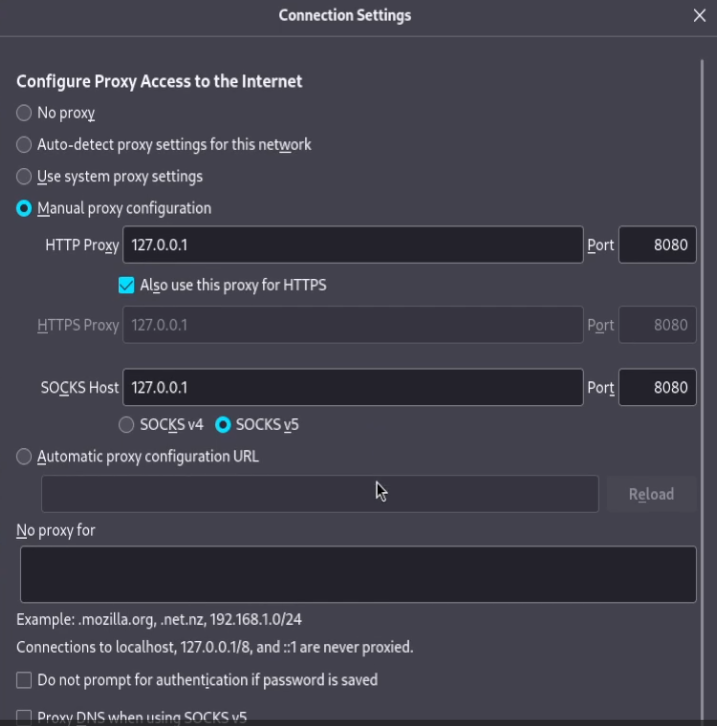 Connection Settings
Configure Proxy Access to the Internet
No proxy
Auto-detect proxy settings for this network
Use system proxy settings
Manual proxy configuration
HTTP Proxy 127.0.0.1 Port 8080
Also use this proxy for HTTPS
HTTPS Proxy 127.0.0.1 Port 8080
SOCKS Host 127.0.0.1 Port 8080
SOCKS v4 SOCKS v5
Automatic proxy configuration URL
Reload
No proxy for
Example: .mozilla.org, .net.nz, 192.168.1.0/24
Connections to localhost, 127.0.0.1/8, and ::1 are never proxied.
Do not prompt for authentication if password is saved
Proxy DNS when using SOCKS v5